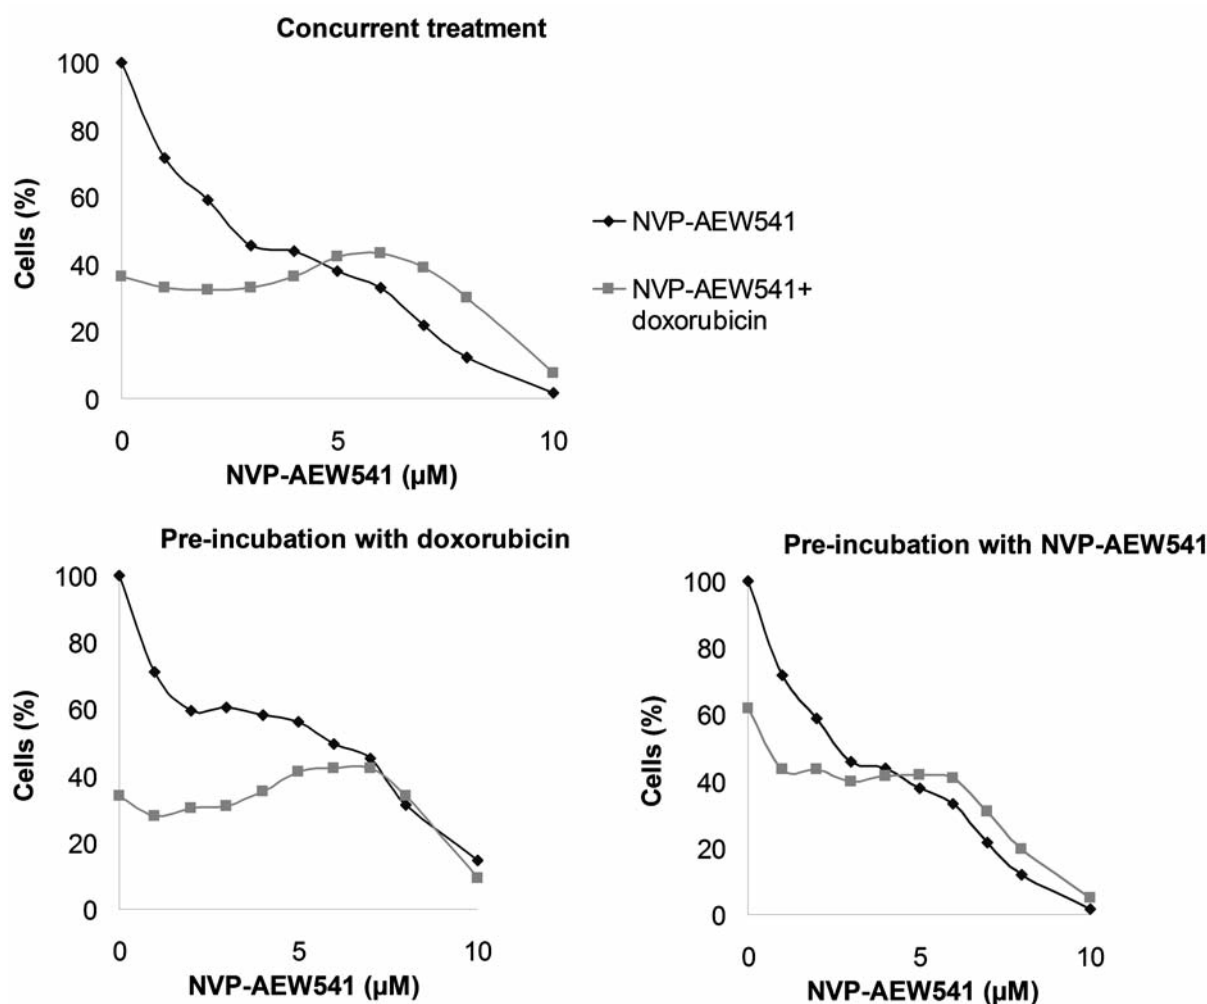 Concurrent treatment
100
80
60
40
20
0
Cells (%)
0 5 10
NVP-AEW541 (μM)
NVP-AEW541
NVP-AEW541+
doxorubicin
Pre-incubation with doxorubicin
100
80
60
40
20
0
Cells (%)
0 5 10
NVP-AEW541 (μM)
Pre-incubation with NVP-AEW541
100
80
60
40
20
0
Cells (%)
0 5 10
NVP-AEW541 (μM)